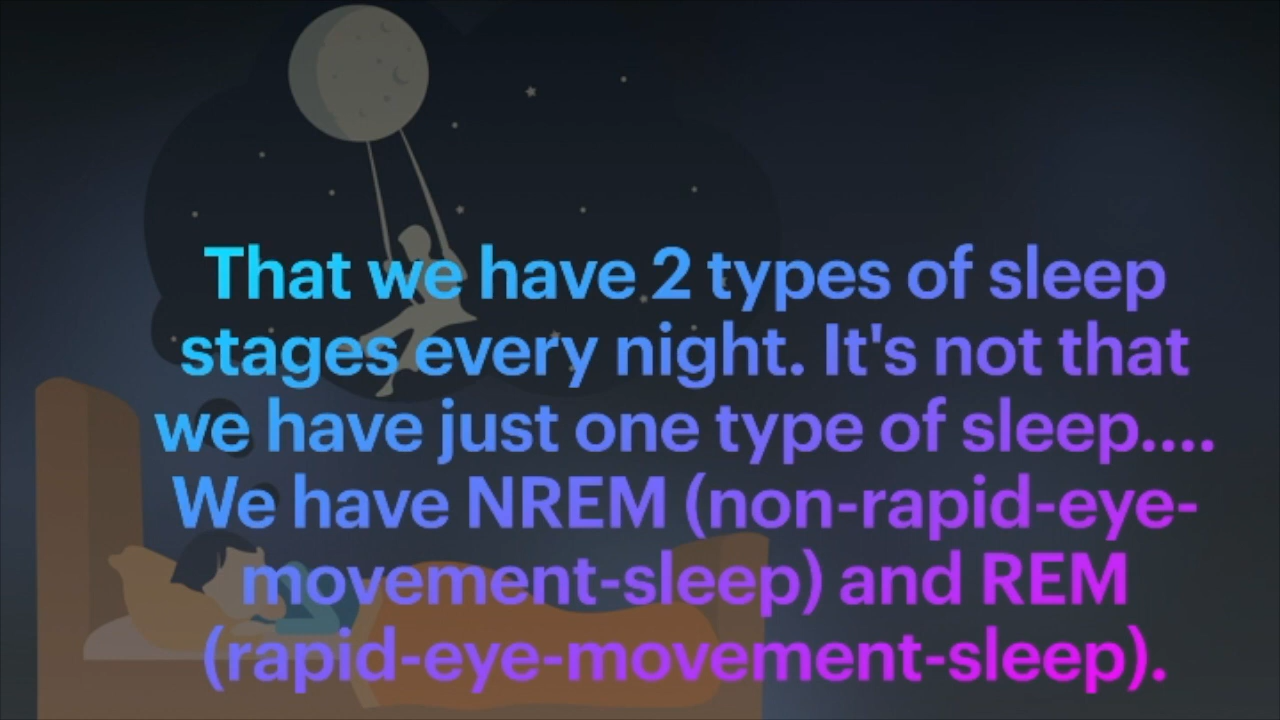 That we have 2 types of sleep
stages every night. It's not that
we have just one type of sleep....
We have NREM (non-rapid-eye-
movement-sleep) and REM
(rapid-eye-movement-sleep).